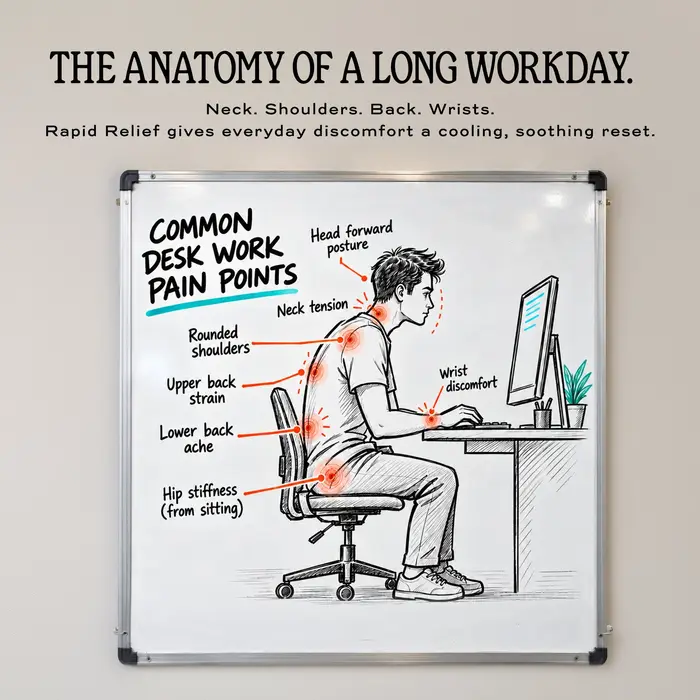 THE ANATOMY OF A LONG WORKDAY.
Neck. Shoulders. Back. Wrists.
Rapid Relief gives everyday discomfort a cooling, soothing reset.
COMMON
DESK WORK
PAIN POINTS
Head forward
posture
Neck tension
Rounded
shoulders
Upper back
strain
Wrist
discomfort
Lower back
ache
Hip stiffness
(from sitting)